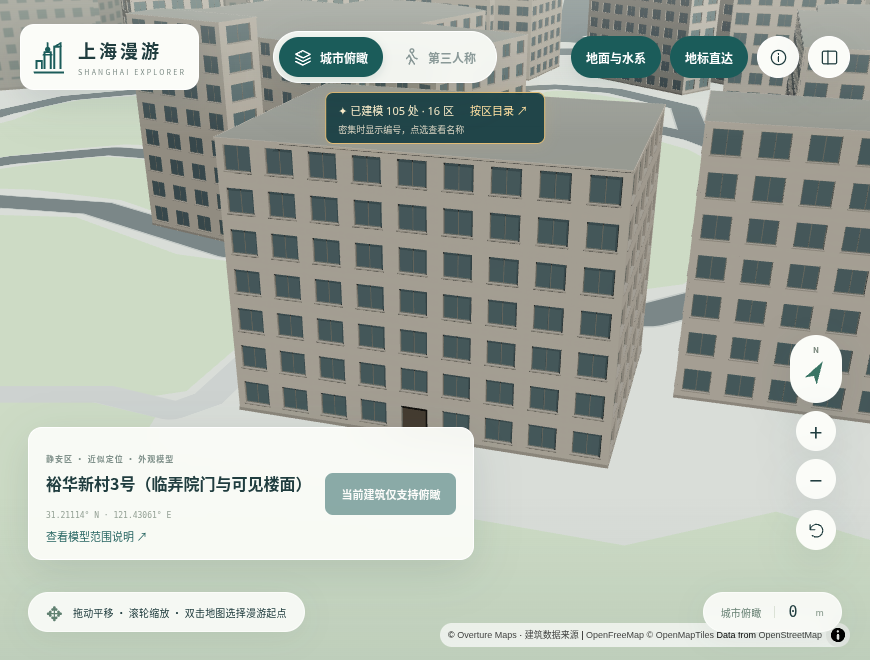 上海漫游
SHANGHAI EXPLORER
城市俯瞰
第三人称
地面与水系
地标直达
✦ 已建模 105 处 · 16 区 按区目录 ↗
密集时显示编号，点选查看名称
N
静安区 · 近似定位 · 外观模型
裕华新村3号（临弄院门与可见楼面）
当前建筑仅支持俯瞰
31.21114° N · 121.43061° E
查看模型范围说明 ↗
拖动平移 · 滚轮缩放 · 双击地图选择漫游起点
城市俯瞰 0 m
© Overture Maps · 建筑数据来源 | OpenFreeMap © OpenMapTiles Data from OpenStreetMap